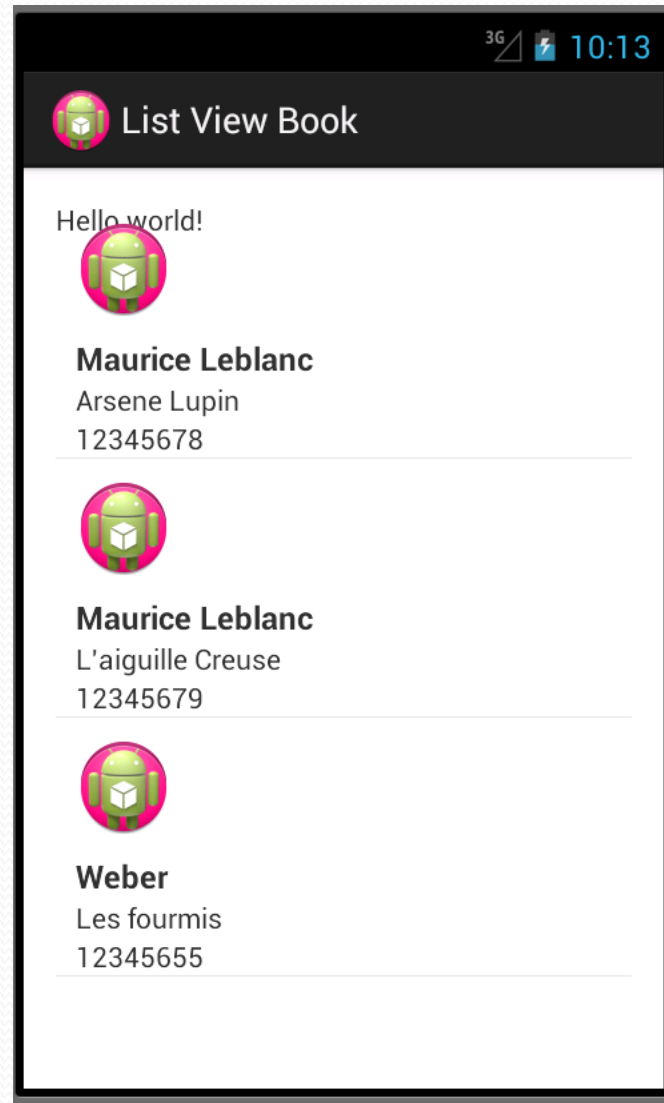 3G 10:13
List View Book
Hello world!
Maurice Leblanc
Arsene Lupin
12345678
Maurice Leblanc
L'aiguille Creuse
12345679
Weber
Les fourmis
12345655